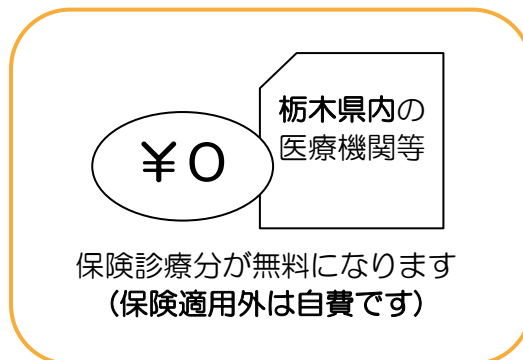 栃木県内の
医療機関等
￥0
保険診療分が無料になります
（保険適用外は自費です）